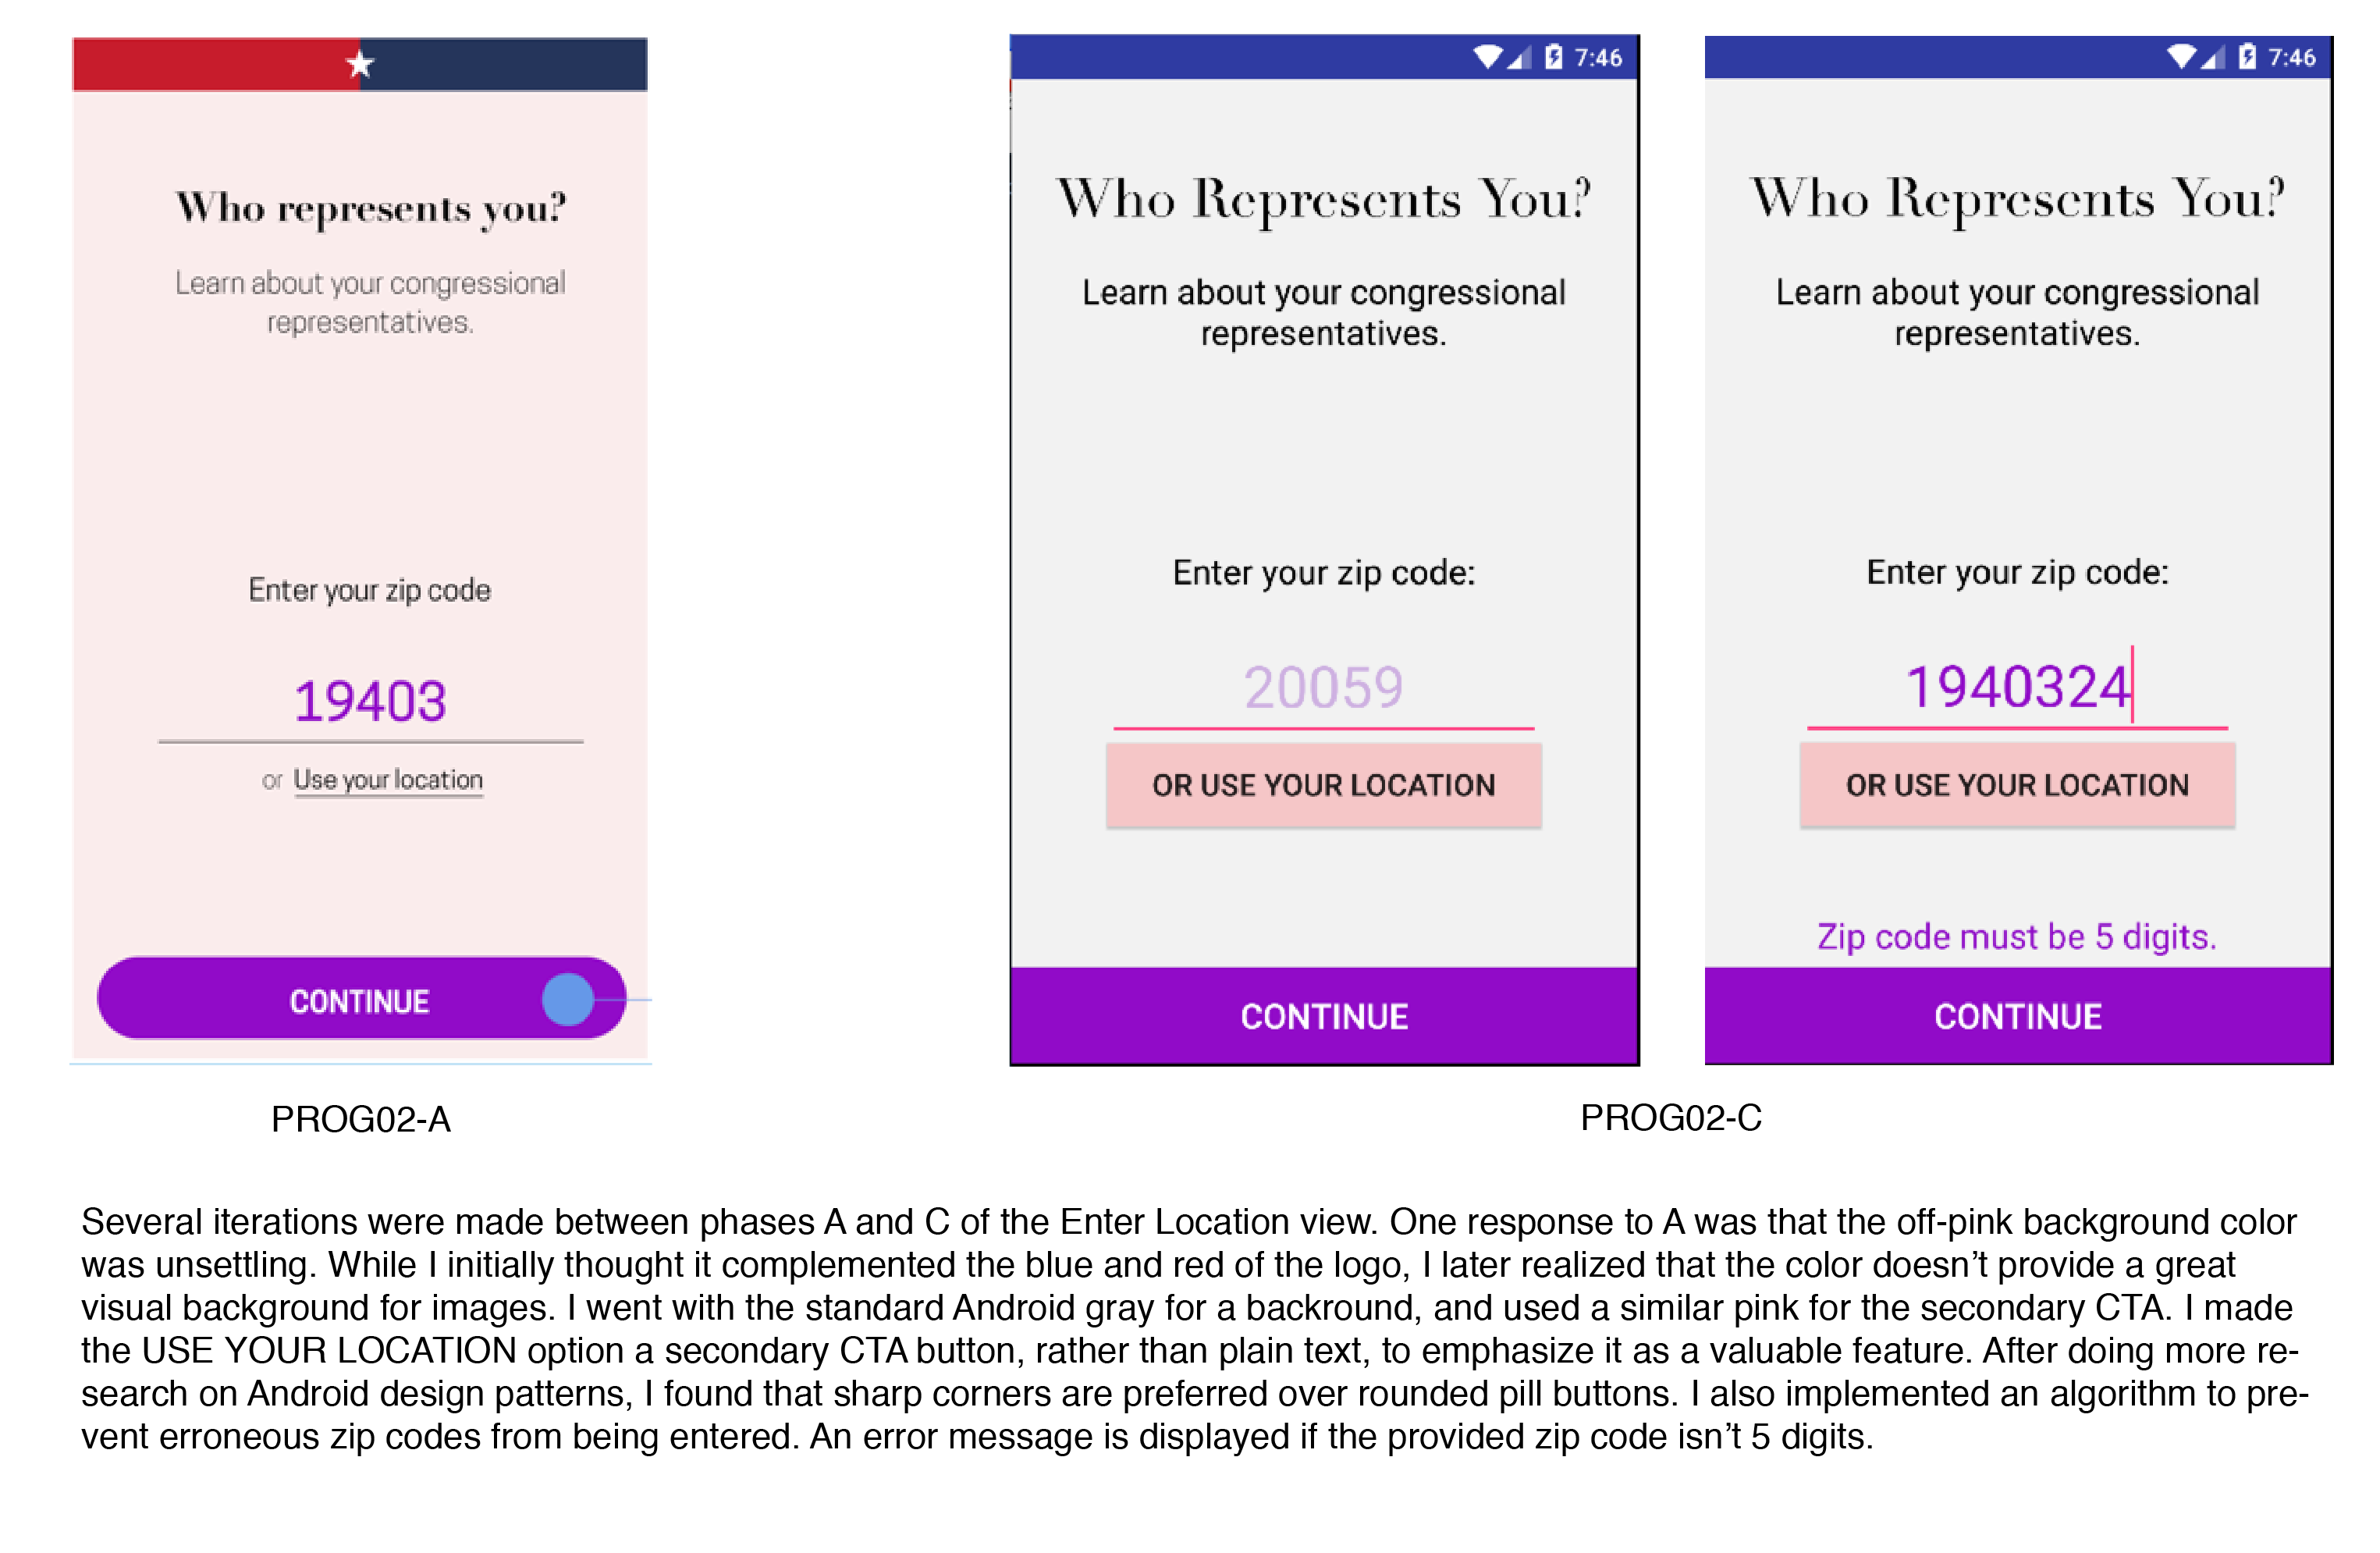 Who represents you?
Learn about your congressional
representatives.
Enter your zip code
19403
or Use your location
CONTINUE
PROG02-A
7:46
Who Represents You?
Learn about your congressional
representatives.
Enter your zip code:
20059
OR USE YOUR LOCATION
CONTINUE
7:46
Who Represents You?
Learn about your congressional
representatives.
Enter your zip code:
1940324
OR USE YOUR LOCATION
Zip code must be 5 digits.
CONTINUE
PROG02-C
Several iterations were made between phases A and C of the Enter Location view. One response to A was that the off-pink background color
was unsettling. While I initially thought it complemented the blue and red of the logo, I later realized that the color doesn’t provide a great
visual background for images. I went with the standard Android gray for a backround, and used a similar pink for the secondary CTA. I made
the USE YOUR LOCATION option a secondary CTA button, rather than plain text, to emphasize it as a valuable feature. After doing more re-
search on Android design patterns, I found that sharp corners are preferred over rounded pill buttons. I also implemented an algorithm to pre-
vent erroneous zip codes from being entered. An error message is displayed if the provided zip code isn’t 5 digits.